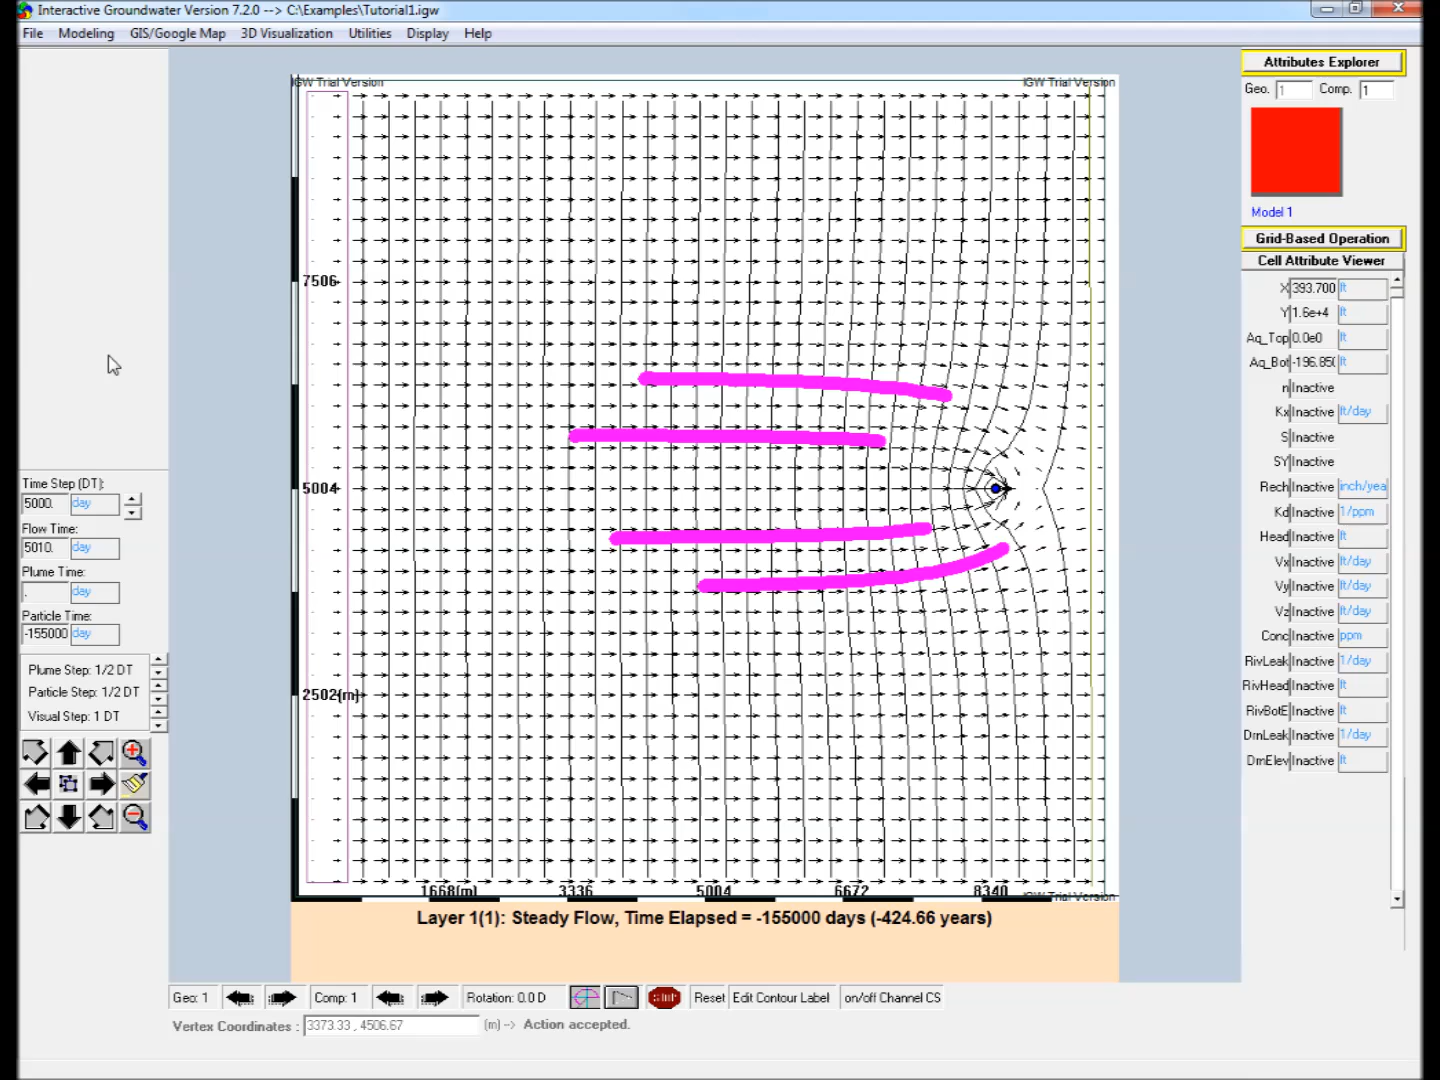 Interactive Groundwater Version 7.2.0 --> C:\Examples\Tutorial1.igw
File Modeling GIS/Google Map 3D Visualization Utilities Display Help
IGW Trial Version
IGW Trial Version
7506
5004
2502(m)
1668(m) 3336 5004 6672 8340
IGW Trial Version
Layer 1(1): Steady Flow, Time Elapsed = -155000 days (-424.66 years)
Time Step (DT):
5000. day
Flow Time:
5010. day
Plume Time:
. day
Particle Time:
-155000 day
Plume Step: 1/2 DT
Particle Step: 1/2 DT
Visual Step: 1 DT
Attributes Explorer
Geo. 1 Comp. 1
Model 1
Grid-Based Operation
Cell Attribute Viewer
X 393.700 ft
Y 1.6e+4 ft
Aq_Top 0.0e0 ft
Aq_Bot -196.85( ft
n Inactive
Kx Inactive ft/day
S Inactive
SY Inactive
Rech Inactive inch/yea
Kd Inactive 1/ppm
Head Inactive ft
Vx Inactive ft/day
Vy Inactive ft/day
Vz Inactive ft/day
Conc Inactive ppm
RivLeak Inactive 1/day
RivHead Inactive ft
RivBotE Inactive ft
DrnLeak Inactive 1/day
DrnElev Inactive ft
Geo: 1 Comp: 1 Rotation: 0.0 D STOP Reset Edit Contour Label on/off Channel CS
Vertex Coordinates : 3373.33 , 4506.67 (m) -> Action accepted.